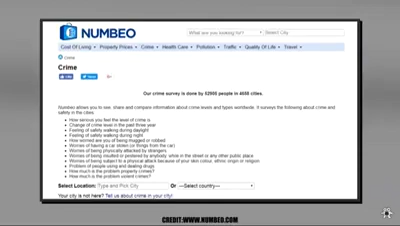 NUMBEO
What are you looking for?
Select City
Cost Of Living
Property Prices
Crime
Health Care
Pollution
Traffic
Quality Of Life
Travel
Crime
Crime
Our crime survey is done by 52895 people in 4650 cities.
Numbeo allows you to see, share and compare information about crime levels and types worldwide. It surveys the following about crime and
safety in the cities:
How serious you feel the level of crime is
Change of crime level in the past three year
Feeling of safety walking during daylight
Feeling of safety walking during night
How worried are you of being mugged or robbed
Worries of having a car stolen (or things from the car)
Worries of being physically attacked by strangers
Worries of being insulted or pestered by anybody, while in the street or any other public place
Worries of being subject to a physical attack because of your skin colour, ethnic origin or religion
Problem of people using and dealing drugs
How much is the problem property crimes?
How much is the problem violent crimes?
Select Location: Type and Pick City Or ---Select country---
Your city is not here? Tell us about crime in your city!
CREDIT:WWW.NUMBEO.COM